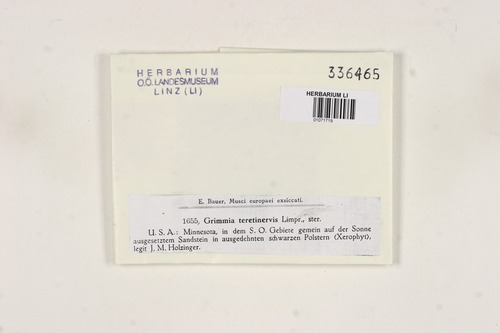 HERBARIUM
O.Ö. LANDESMUSEUM
LINZ (LI)
336465
HERBARIUM LI
01071715
E. Bauer, Musci europaei exsiccati.
1655, Grimmia teretinervis Limpr., ster.
U. S. A.: Minnesota, in dem S. O. Gebiete gemein auf der Sonne
ausgesetztem Sandstein in ausgedehnten schwarzen Polstern (Xerophyt),
legit J. M. Holzinger.